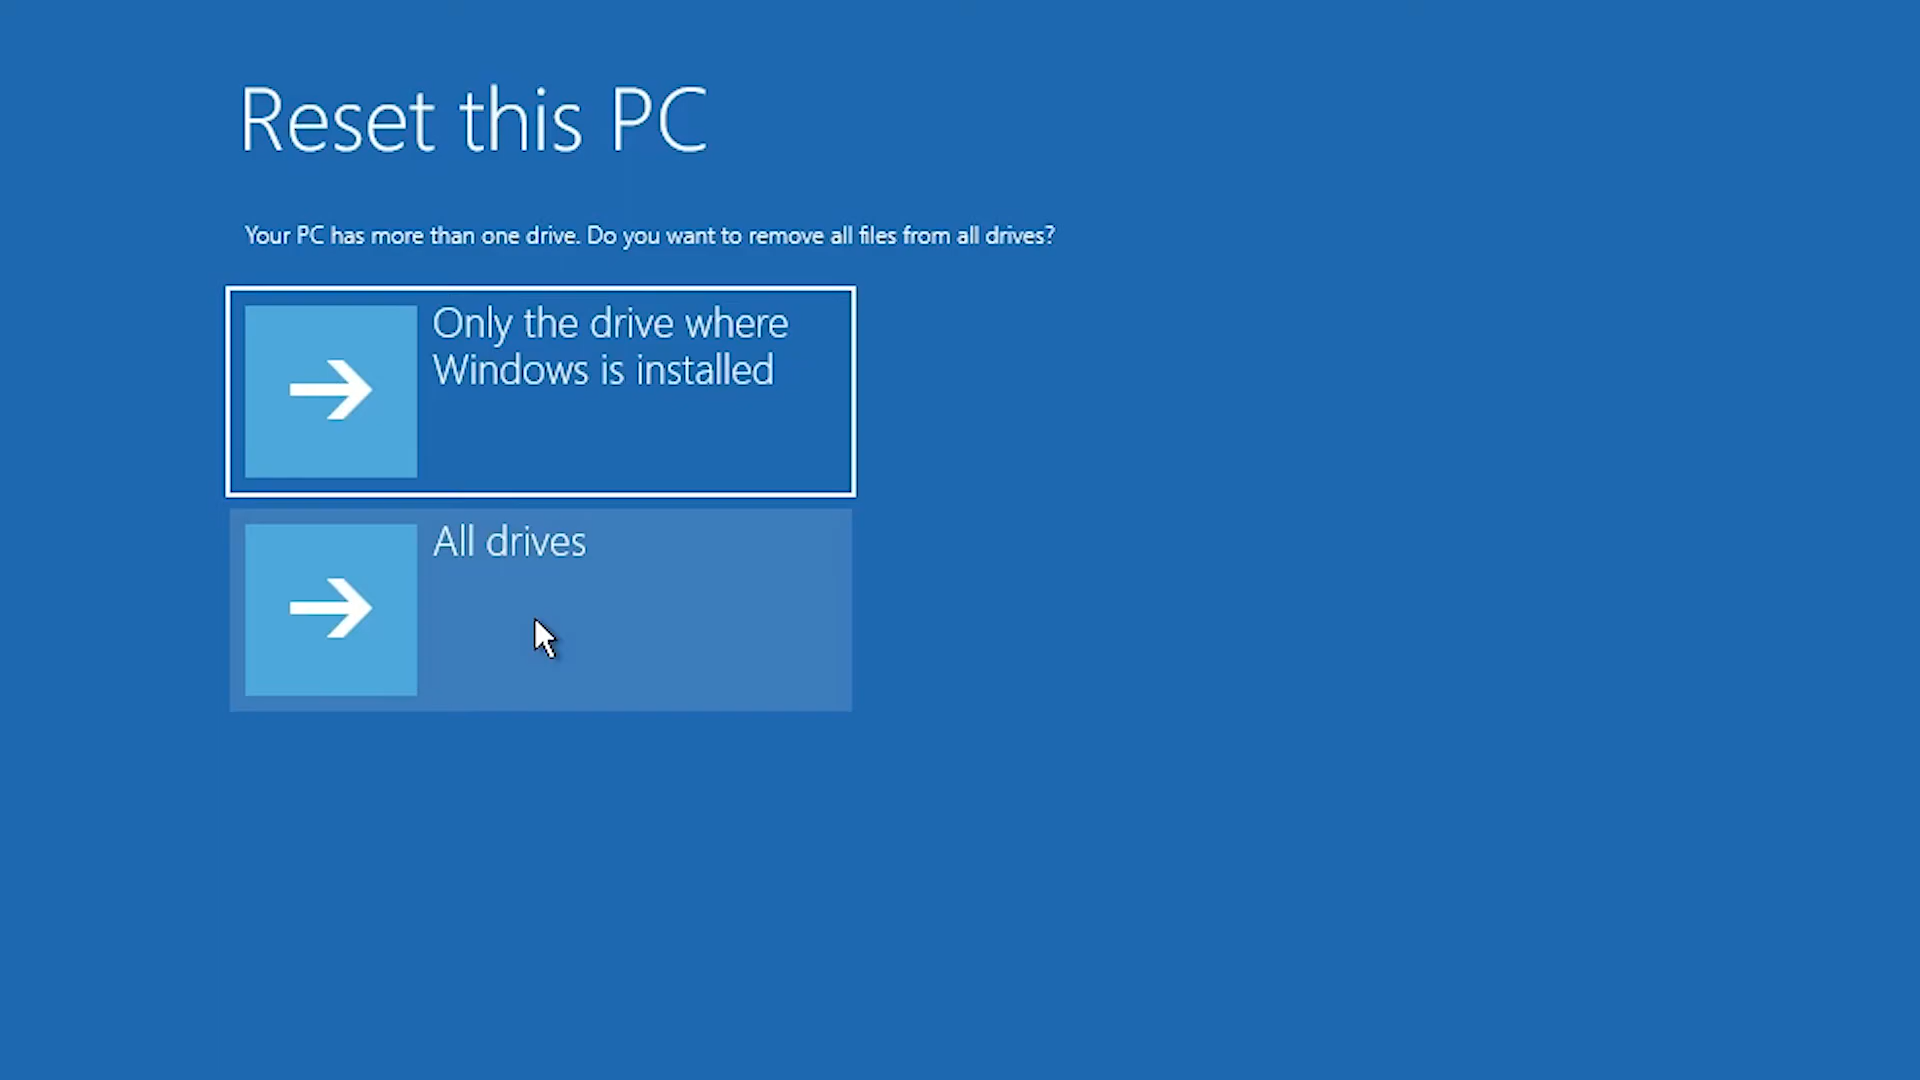 Reset this PC
Your PC has more than one drive. Do you want to remove all files from all drives?
Only the drive where
Windows is installed
All drives